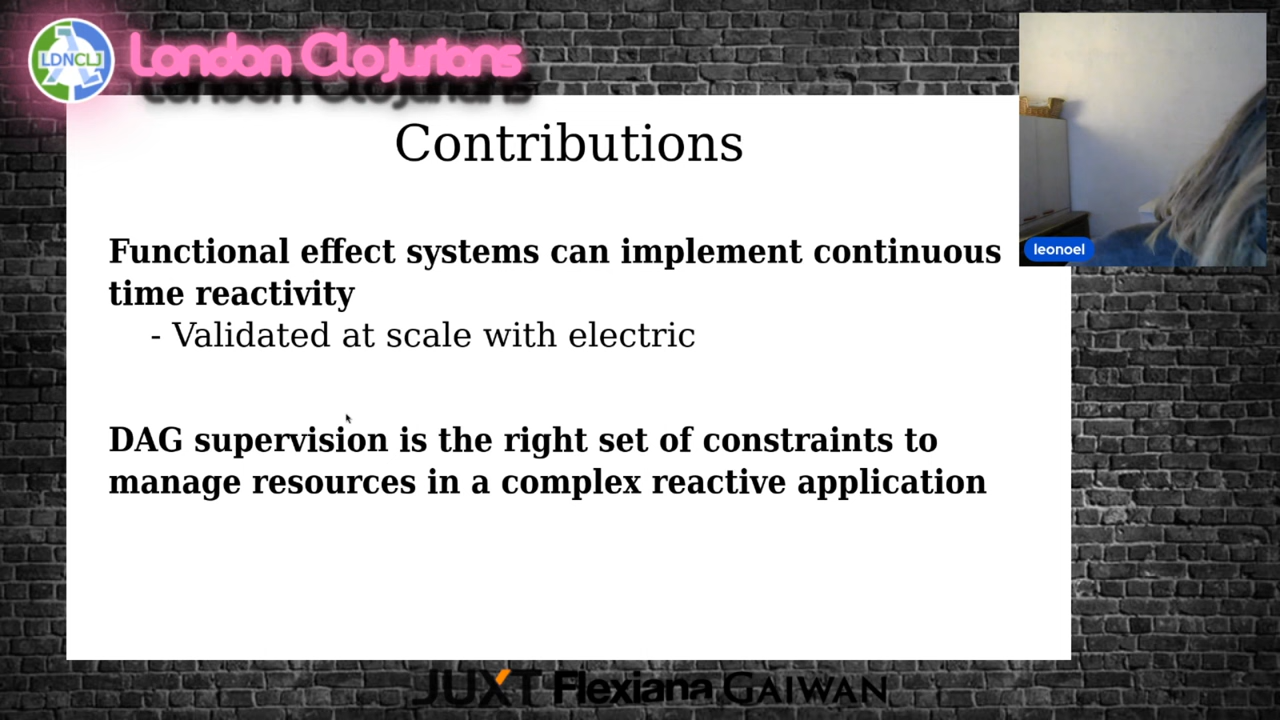 LDNCLJ
London Clojurians
Contributions
Functional effect systems can implement continuous
time reactivity
- Validated at scale with electric
DAG supervision is the right set of constraints to
manage resources in a complex reactive application
leonoel
JUXT Flexiana GAIWAN